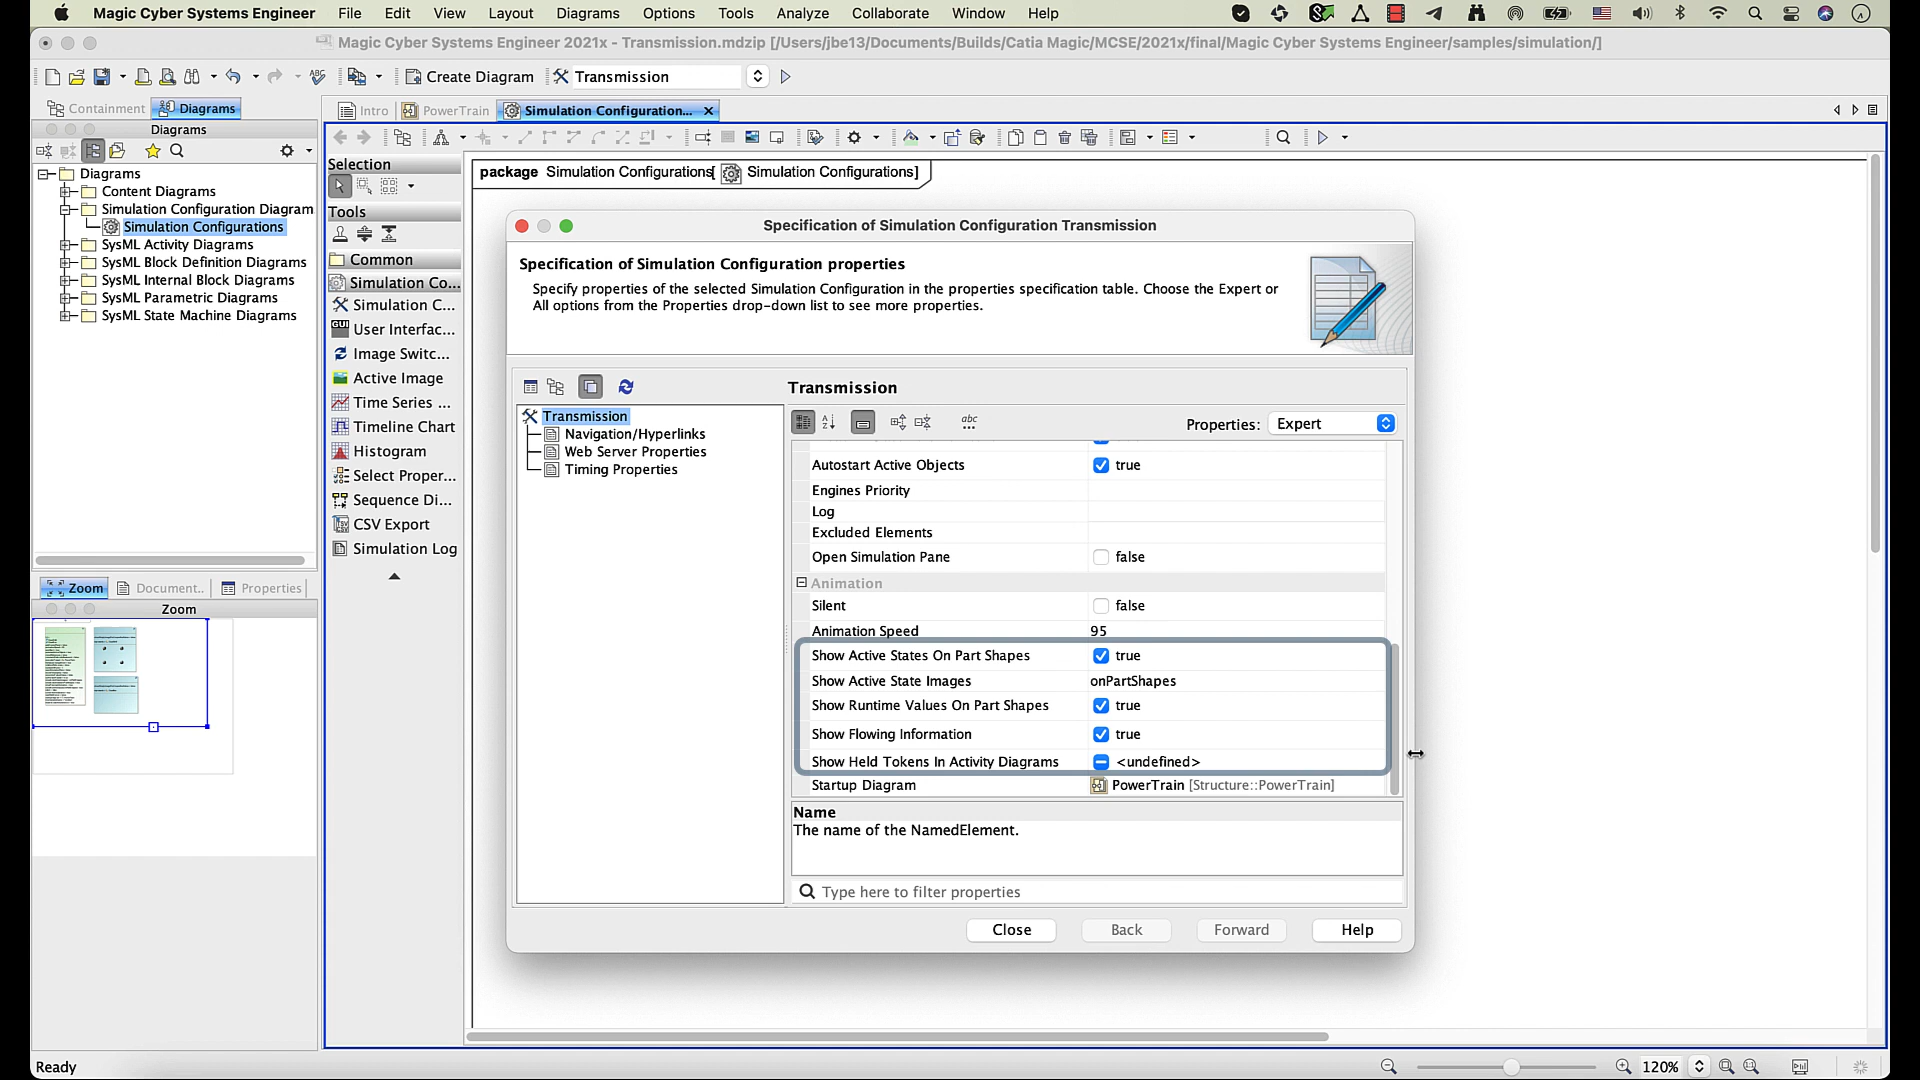 Magic Cyber Systems Engineer File Edit View Layout Diagrams Options Tools Analyze Collaborate Window Help
Magic Cyber Systems Engineer 2021x - Transmission.mdzip [/Users/jbe13/Documents/Builds/Catia Magic/MCSE/2021x/final/Magic Cyber Systems Engineer/samples/simulation/]
Create Diagram Transmission
Containment Diagrams Intro PowerTrain Simulation Configuration...
Diagrams
Diagrams
Content Diagrams
Simulation Configuration Diagram
Simulation Configurations
SysML Activity Diagrams
SysML Block Definition Diagrams
SysML Internal Block Diagrams
SysML Parametric Diagrams
SysML State Machine Diagrams
Zoom Document.. Properties
Zoom
Selection
Tools
Common
Simulation Co...
Simulation C...
User Interfac...
Image Switc...
Active Image
Time Series ...
Timeline Chart
Histogram
Select Proper...
Sequence Di...
CSV Export
Simulation Log
package Simulation Configurations[ Simulation Configurations]
Specification of Simulation Configuration Transmission
Specification of Simulation Configuration properties
Specify properties of the selected Simulation Configuration in the properties specification table. Choose the Expert or
All options from the Properties drop-down list to see more properties.
Transmission
Navigation/Hyperlinks
Web Server Properties
Timing Properties
Transmission
Properties: Expert
Autostart Active Objects true
Engines Priority
Log
Excluded Elements
Open Simulation Pane false
Animation
Silent false
Animation Speed 95
Show Active States On Part Shapes true
Show Active State Images onPartShapes
Show Runtime Values On Part Shapes true
Show Flowing Information true
Show Held Tokens In Activity Diagrams <undefined>
Startup Diagram PowerTrain [Structure::PowerTrain]
Name
The name of the NamedElement.
Type here to filter properties
Close Back Forward Help
Ready 120%